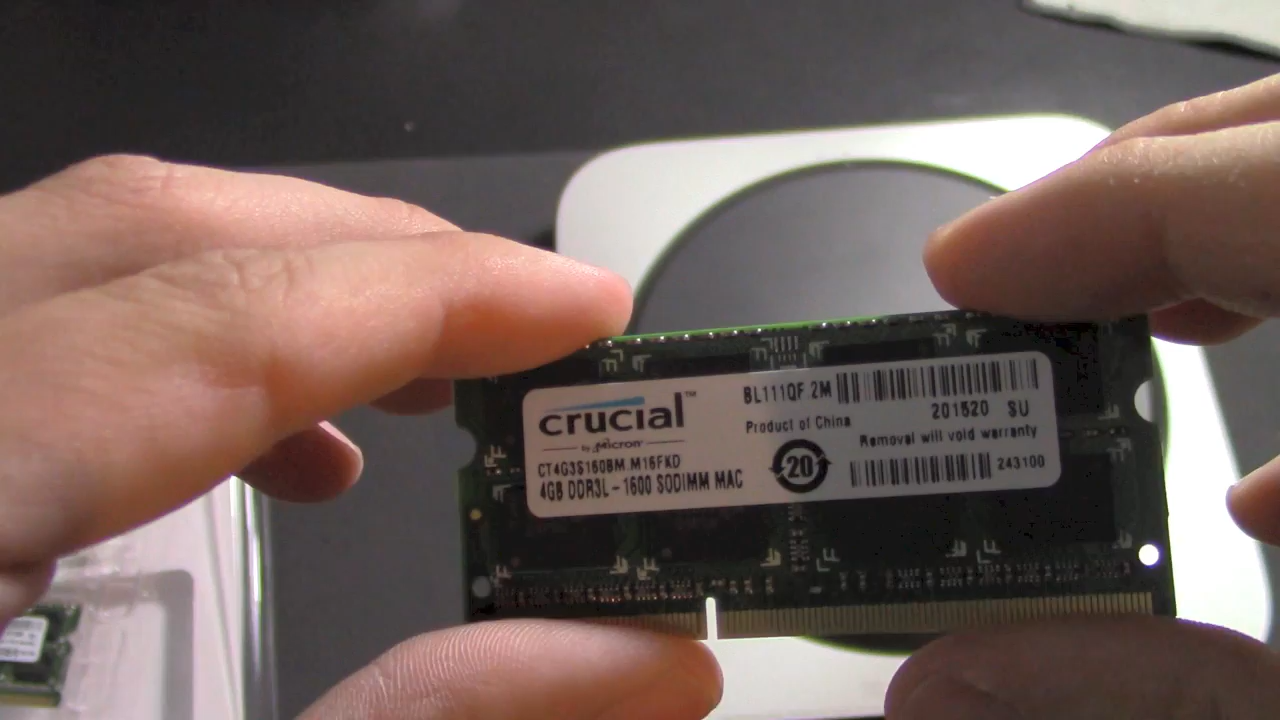 crucial™
by Micron
CT4G3S160BM.M16FKD
4GB DDR3L - 1600 SODIMM MAC
BL111QF.2M
201520 SU
Product of China
Removal will void warranty
20
243100